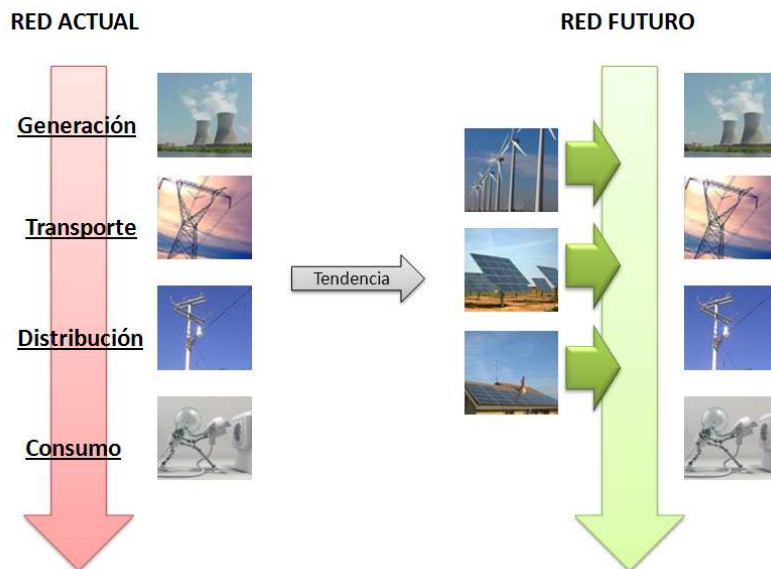 RED ACTUAL
RED FUTURO
Generación
Transporte
Tendencia
Distribución
Consumo